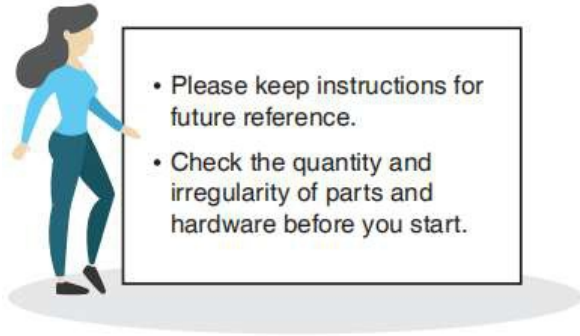 • Please keep instructions for
future reference.
• Check the quantity and
irregularity of parts and
hardware before you start.